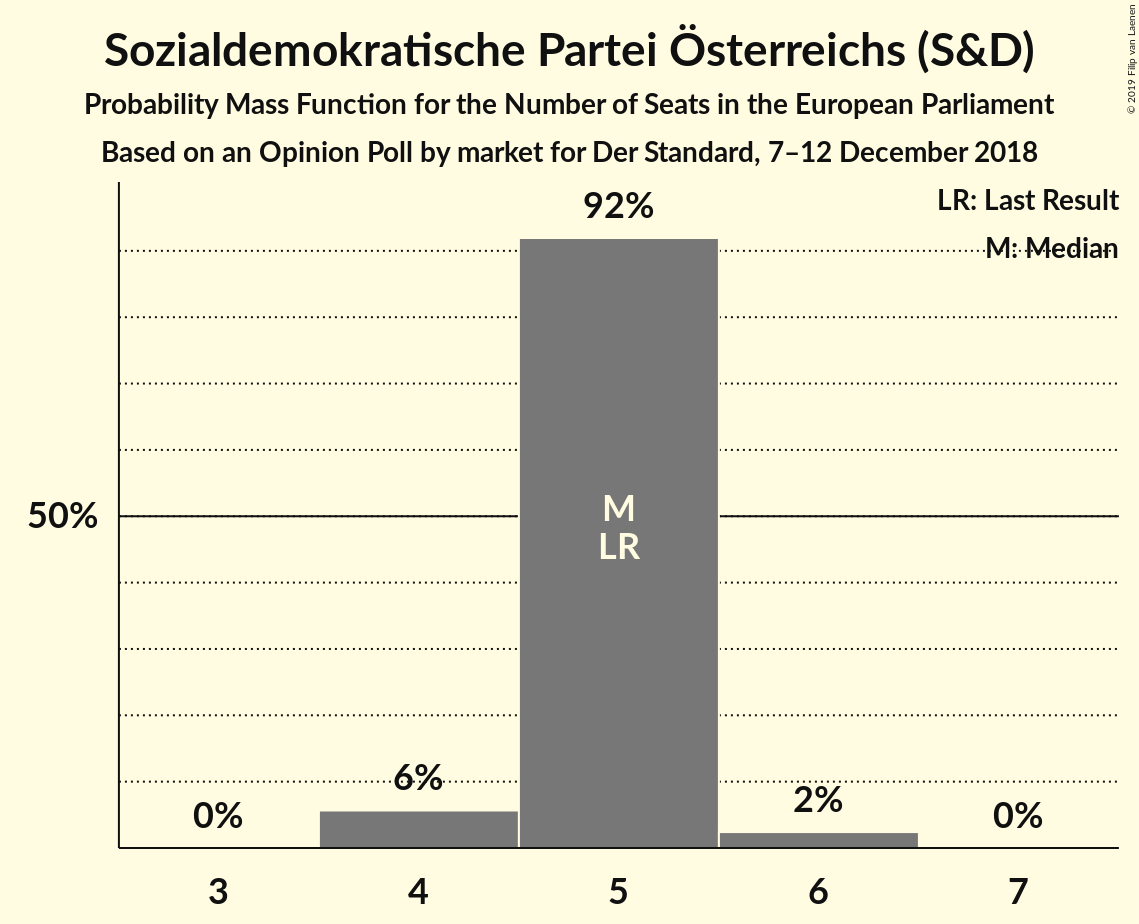 Sozialdemokratische Partei Österreichs (S&D)
Probability Mass Function for the Number of Seats in the European Parliament
Based on an Opinion Poll by market for Der Standard, 7–12 December 2018
© 2019 Filip van Laenen
LR: Last Result
M: Median
92%
50%
M
LR
6%
2%
0%
0%
3 4 5 6 7